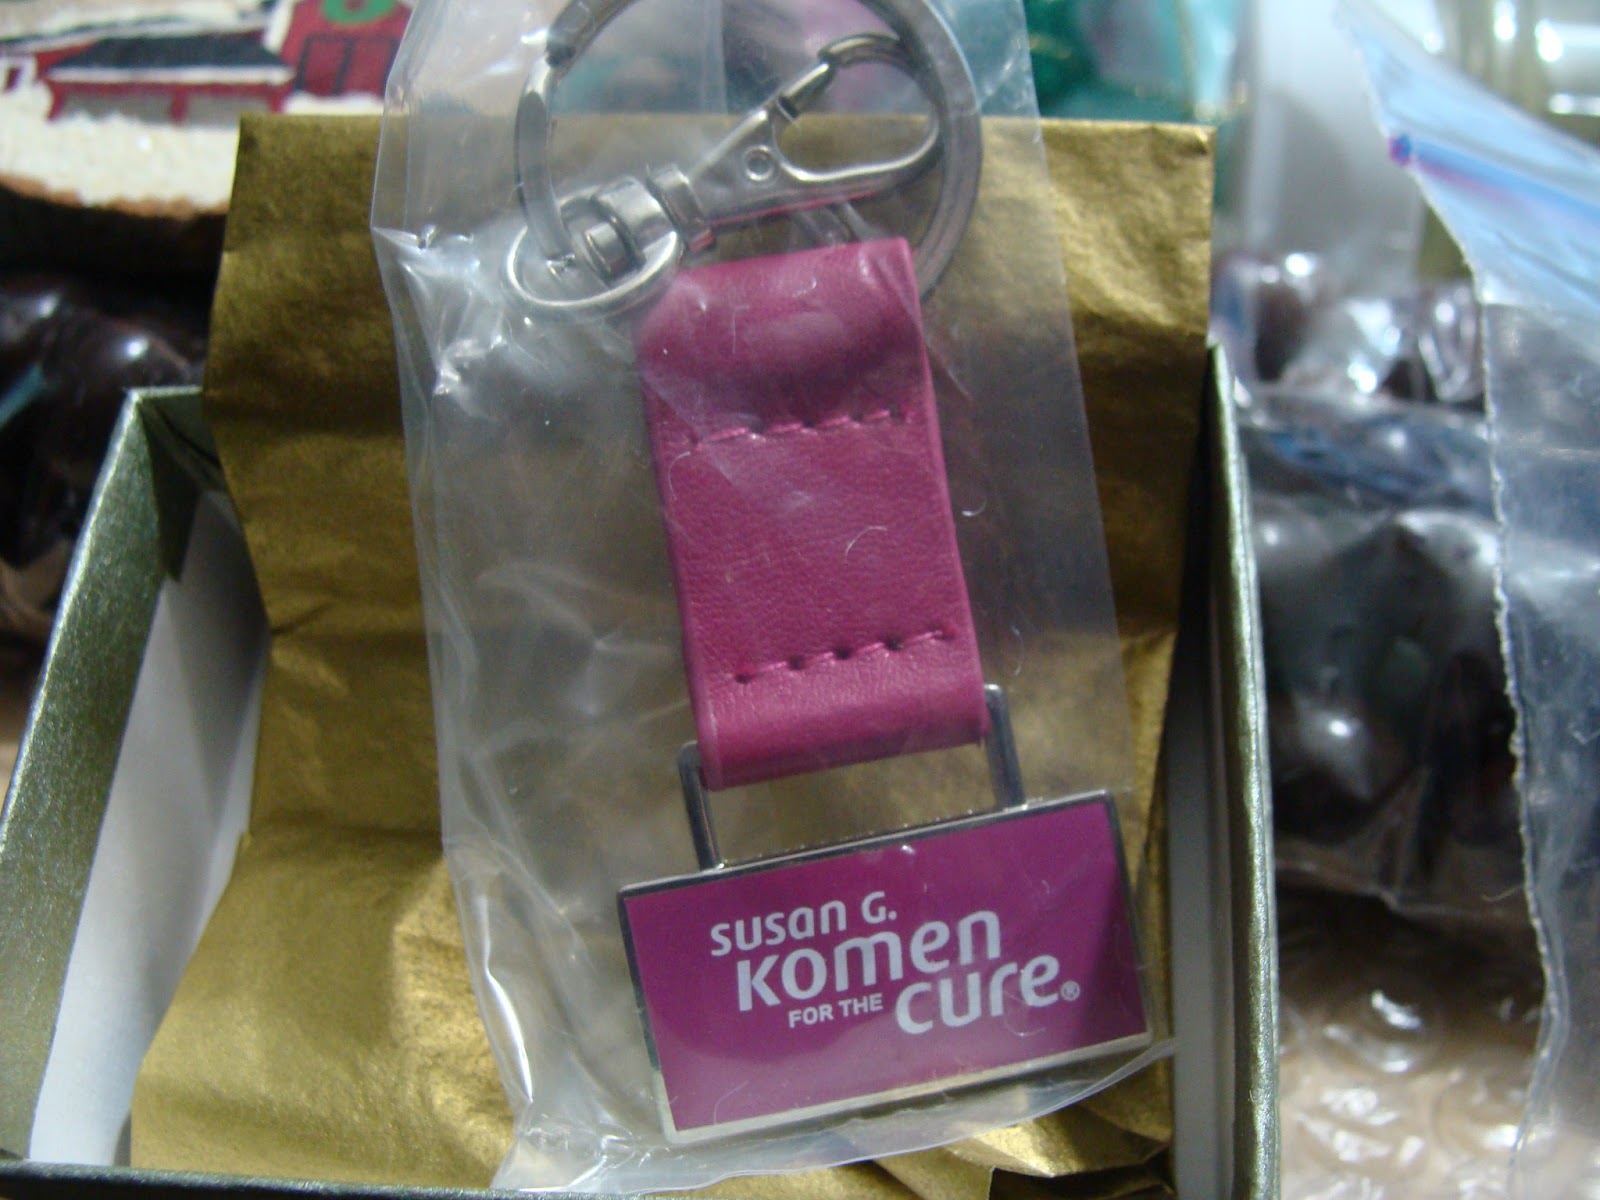 susan G.
Komen
FOR THE cure®